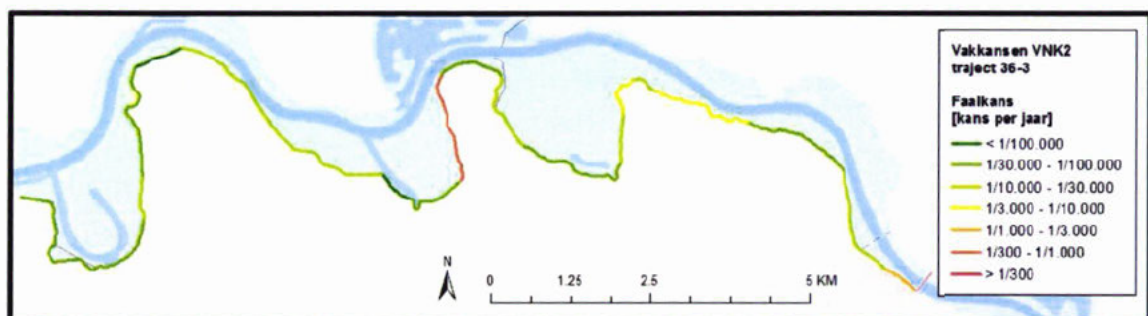 Vakkansen VNK2
traject 36-3
Faalkans
[kans per jaar]
< 1/100.000
1/30.000 - 1/100.000
1/10.000 - 1/30.000
1/3.000 - 1/10.000
1/1.000 - 1/3.000
1/300 - 1/1.000
> 1/300
N
0 1.25 2.5 5 KM